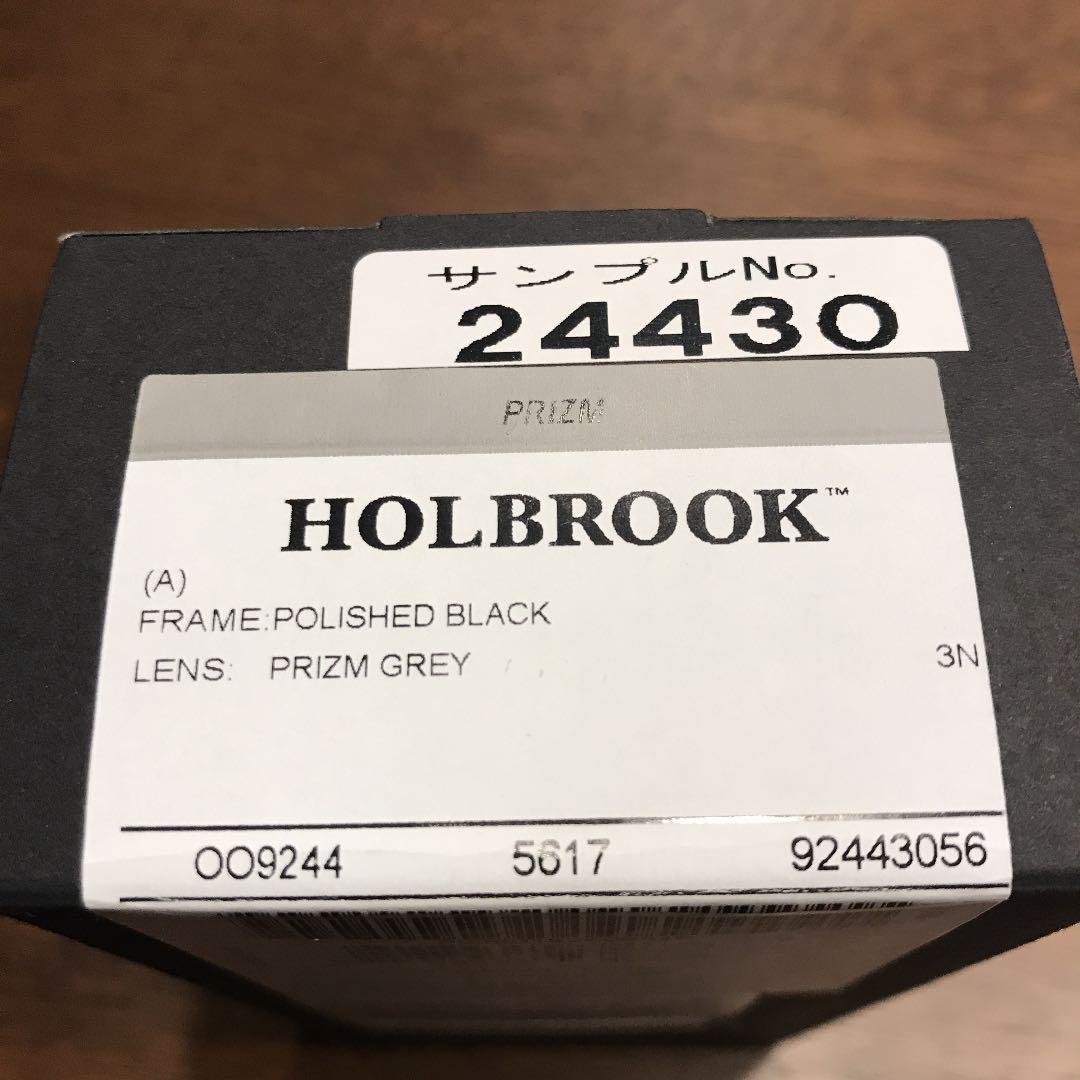 サンプルNo.
24430
PRIZM
HOLBROOK™
(A)
FRAME:POLISHED BLACK
LENS: PRIZM GREY 3N
OO9244 5617 92443056